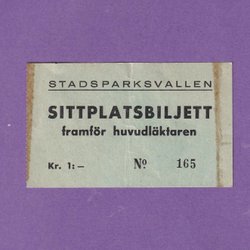 STADSPARKSVALLEN
SITTPLATSBILJETT
framför huvudläktaren
Kr. 1:— № 165